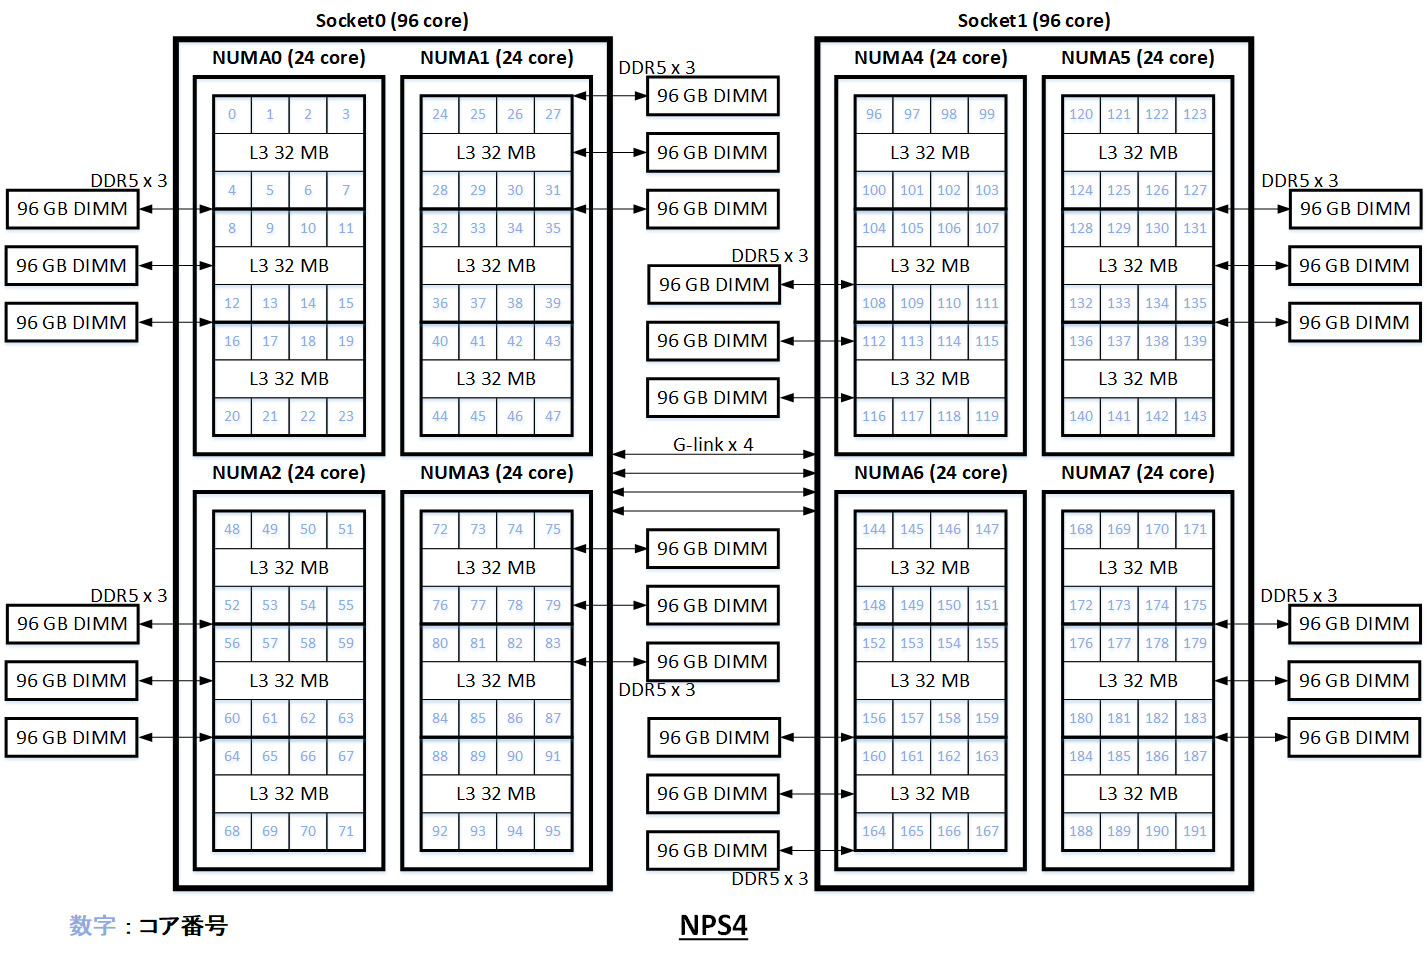 Socket0 (96 core)
NUMA0 (24 core)
NUMA1 (24 core)
0 1 2 3
L3 32 MB
4 5 6 7
8 9 10 11
L3 32 MB
12 13 14 15
16 17 18 19
L3 32 MB
20 21 22 23
24 25 26 27
L3 32 MB
28 29 30 31
32 33 34 35
L3 32 MB
36 37 38 39
40 41 42 43
L3 32 MB
44 45 46 47
DDR5 x 3
96 GB DIMM
96 GB DIMM
96 GB DIMM
DDR5 x 3
96 GB DIMM
96 GB DIMM
96 GB DIMM
NUMA2 (24 core)
NUMA3 (24 core)
48 49 50 51
L3 32 MB
52 53 54 55
56 57 58 59
L3 32 MB
60 61 62 63
64 65 66 67
L3 32 MB
68 69 70 71
72 73 74 75
L3 32 MB
76 77 78 79
80 81 82 83
L3 32 MB
84 85 86 87
88 89 90 91
L3 32 MB
92 93 94 95
DDR5 x 3
96 GB DIMM
96 GB DIMM
96 GB DIMM
96 GB DIMM
96 GB DIMM
96 GB DIMM
DDR5 x 3
G-link x 4
Socket1 (96 core)
NUMA4 (24 core)
NUMA5 (24 core)
96 97 98 99
L3 32 MB
100 101 102 103
104 105 106 107
L3 32 MB
108 109 110 111
112 113 114 115
L3 32 MB
116 117 118 119
120 121 122 123
L3 32 MB
124 125 126 127
128 129 130 131
L3 32 MB
132 133 134 135
136 137 138 139
L3 32 MB
140 141 142 143
DDR5 x 3
96 GB DIMM
96 GB DIMM
96 GB DIMM
DDR5 x 3
96 GB DIMM
96 GB DIMM
96 GB DIMM
NUMA6 (24 core)
NUMA7 (24 core)
144 145 146 147
L3 32 MB
148 149 150 151
152 153 154 155
L3 32 MB
156 157 158 159
160 161 162 163
L3 32 MB
164 165 166 167
168 169 170 171
L3 32 MB
172 173 174 175
176 177 178 179
L3 32 MB
180 181 182 183
184 185 186 187
L3 32 MB
188 189 190 191
96 GB DIMM
96 GB DIMM
96 GB DIMM
DDR5 x 3
DDR5 x 3
96 GB DIMM
96 GB DIMM
96 GB DIMM
数字 : コア番号
NPS4